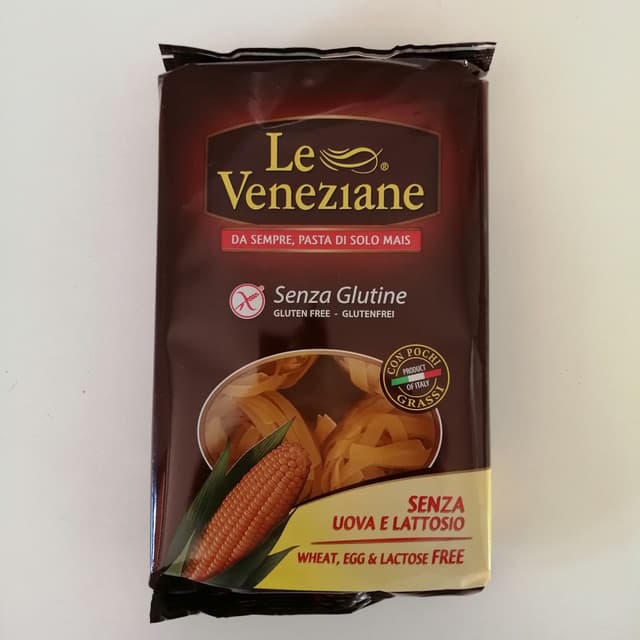 Le
Veneziane®
DA SEMPRE, PASTA DI SOLO MAIS
Senza Glutine
GLUTEN FREE - GLUTENFREI
CON POCHI
PRODUCT
OF ITALY
GRASSI
SENZA
UOVA E LATTOSIO
WHEAT, EGG & LACTOSE FREE